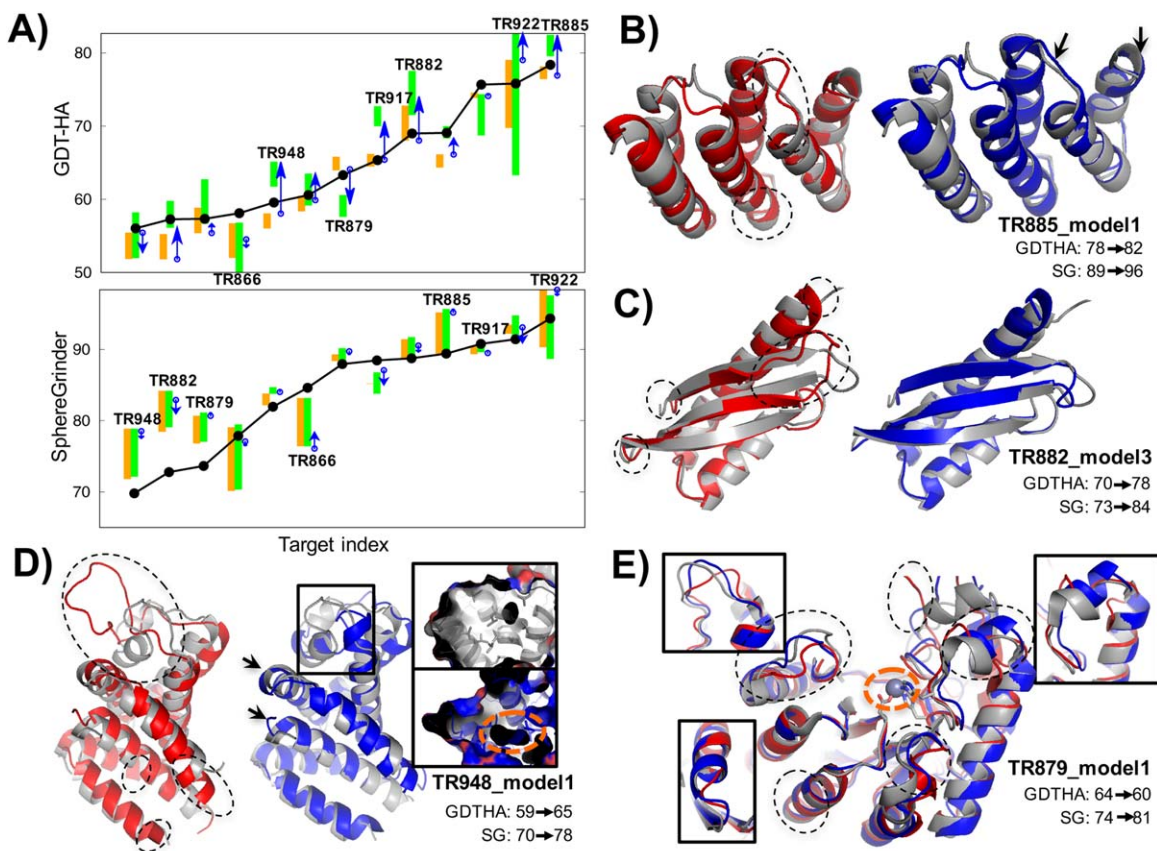 A)
GDT-HA
80
70
60
50
TR948
TR917
TR882
TR922 TR885
TR879
TR866
SphereGrinder
90
80
70
TR948
TR882
TR879
TR866
TR885
TR917
TR922
Target index
B)
TR885_model1
GDTHA: 78➔82
SG: 89➔96
C)
TR882_model3
GDTHA: 70➔78
SG: 73➔84
D)
TR948_model1
GDTHA: 59➔65
SG: 70➔78
E)
TR879_model1
GDTHA: 64➔60
SG: 74➔81